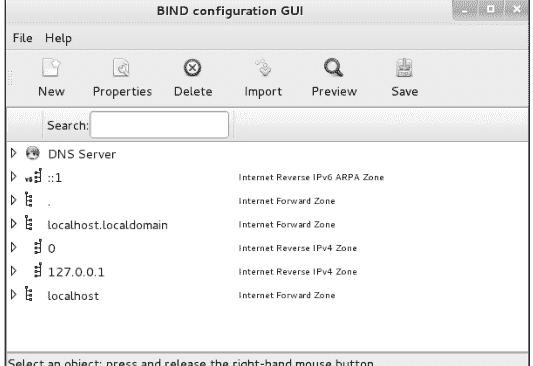 BIND configuration GUI
File Help
New Properties Delete Import Preview Save
Search:
DNS Server
v6 ::1 Internet Reverse IPv6 ARPA Zone
. Internet Forward Zone
localhost.localdomain Internet Forward Zone
0 Internet Reverse IPv4 Zone
127.0.0.1 Internet Reverse IPv4 Zone
localhost Internet Forward Zone
Select an object; press and release the right-hand mouse button